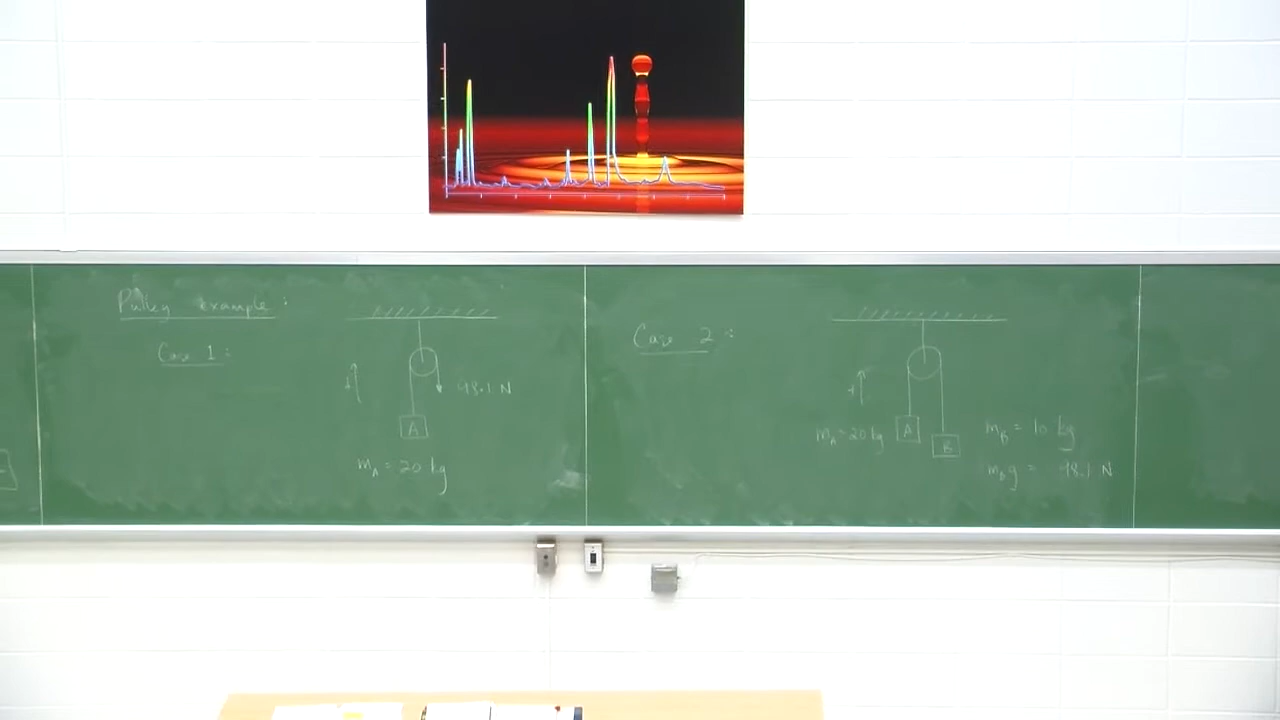 Pulley example :
Case 1 :
+
98.1 N
A
mA = 20 kg
Case 2 :
+
mA = 20 kg
A
B
mB = 10 kg
mBg = 98.1 N